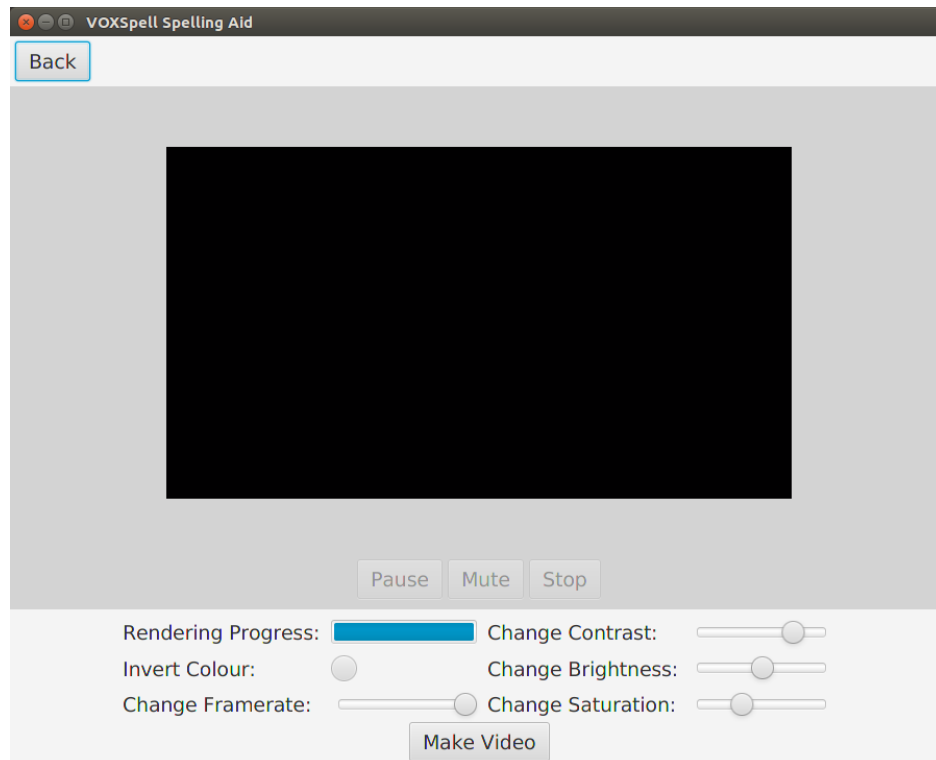 VOXSpell Spelling Aid
Back
Pause Mute Stop
Rendering Progress: Change Contrast:
Invert Colour: Change Brightness:
Change Framerate: Change Saturation:
Make Video